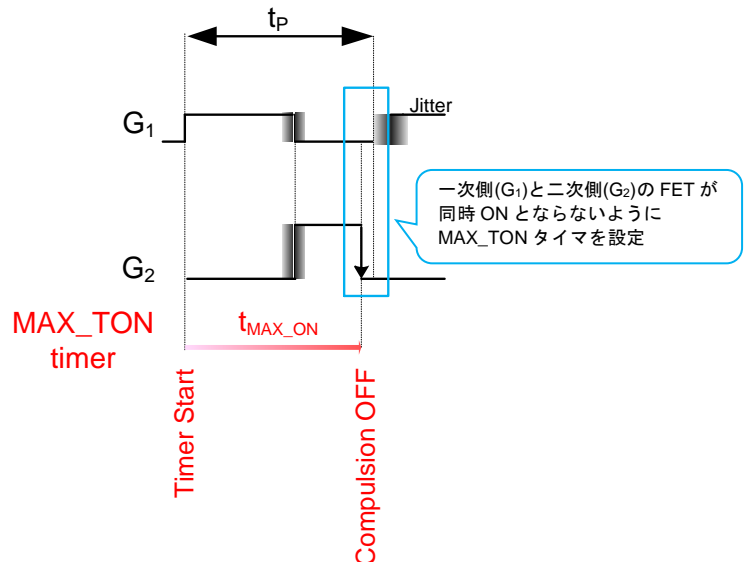 tP
G1
Jitter
一次側(G1)と二次側(G2)の FET が
同時 ON とならないように
MAX_TON タイマを設定
G2
MAX_TON
timer
tMAX_ON
Timer Start
Compulsion OFF